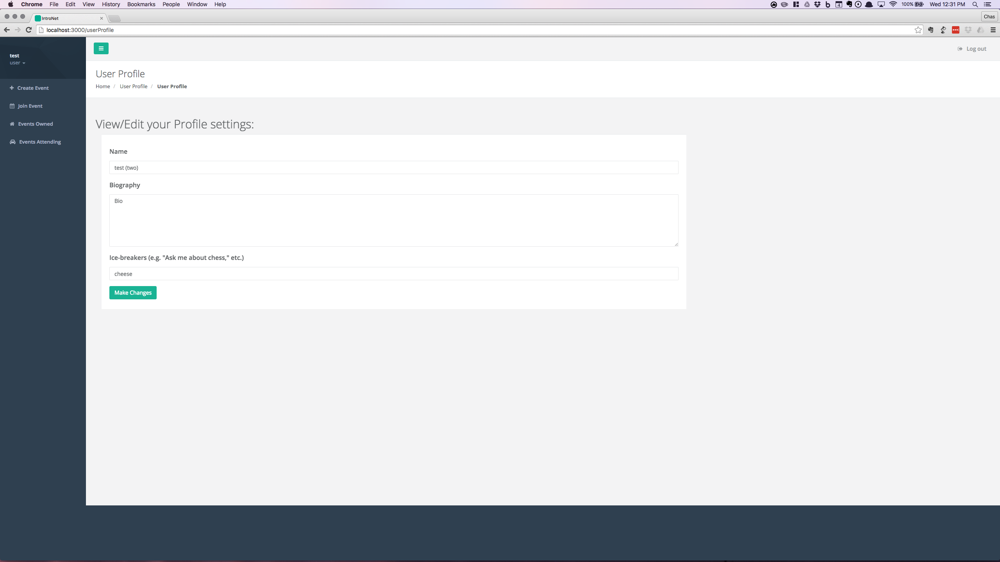 Chrome File Edit View History Bookmarks People Window Help 4 100% Wed 12:31 PM
IntroNet Chas
localhost:3000/userProfile
test
user
Create Event
Join Event
Events Owned
Events Attending
Log out
User Profile
Home / User Profile / User Profile
View/Edit your Profile settings:
Name
test (two)
Biography
Bio
Ice-breakers (e.g. "Ask me about chess," etc.)
cheese
Make Changes